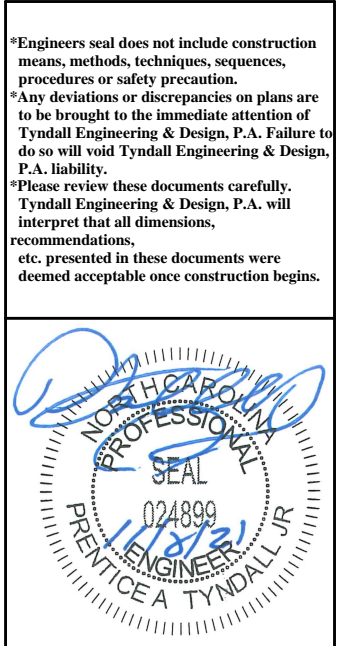 *Engineers seal does not include construction
means, methods, techniques, sequences,
procedures or safety precaution.
*Any deviations or discrepancies on plans are
to be brought to the immediate attention of
Tyndall Engineering & Design, P.A. Failure to
do so will void Tyndall Engineering & Design,
P.A. liability.
*Please review these documents carefully.
Tyndall Engineering & Design, P.A. will
interpret that all dimensions,
recommendations,
etc. presented in these documents were
deemed acceptable once construction begins.
NORTH CAROLINA
PROFESSIONAL
SEAL
024899
11/8/21
ENGINEER
PRENTICE A TYNDALL JR